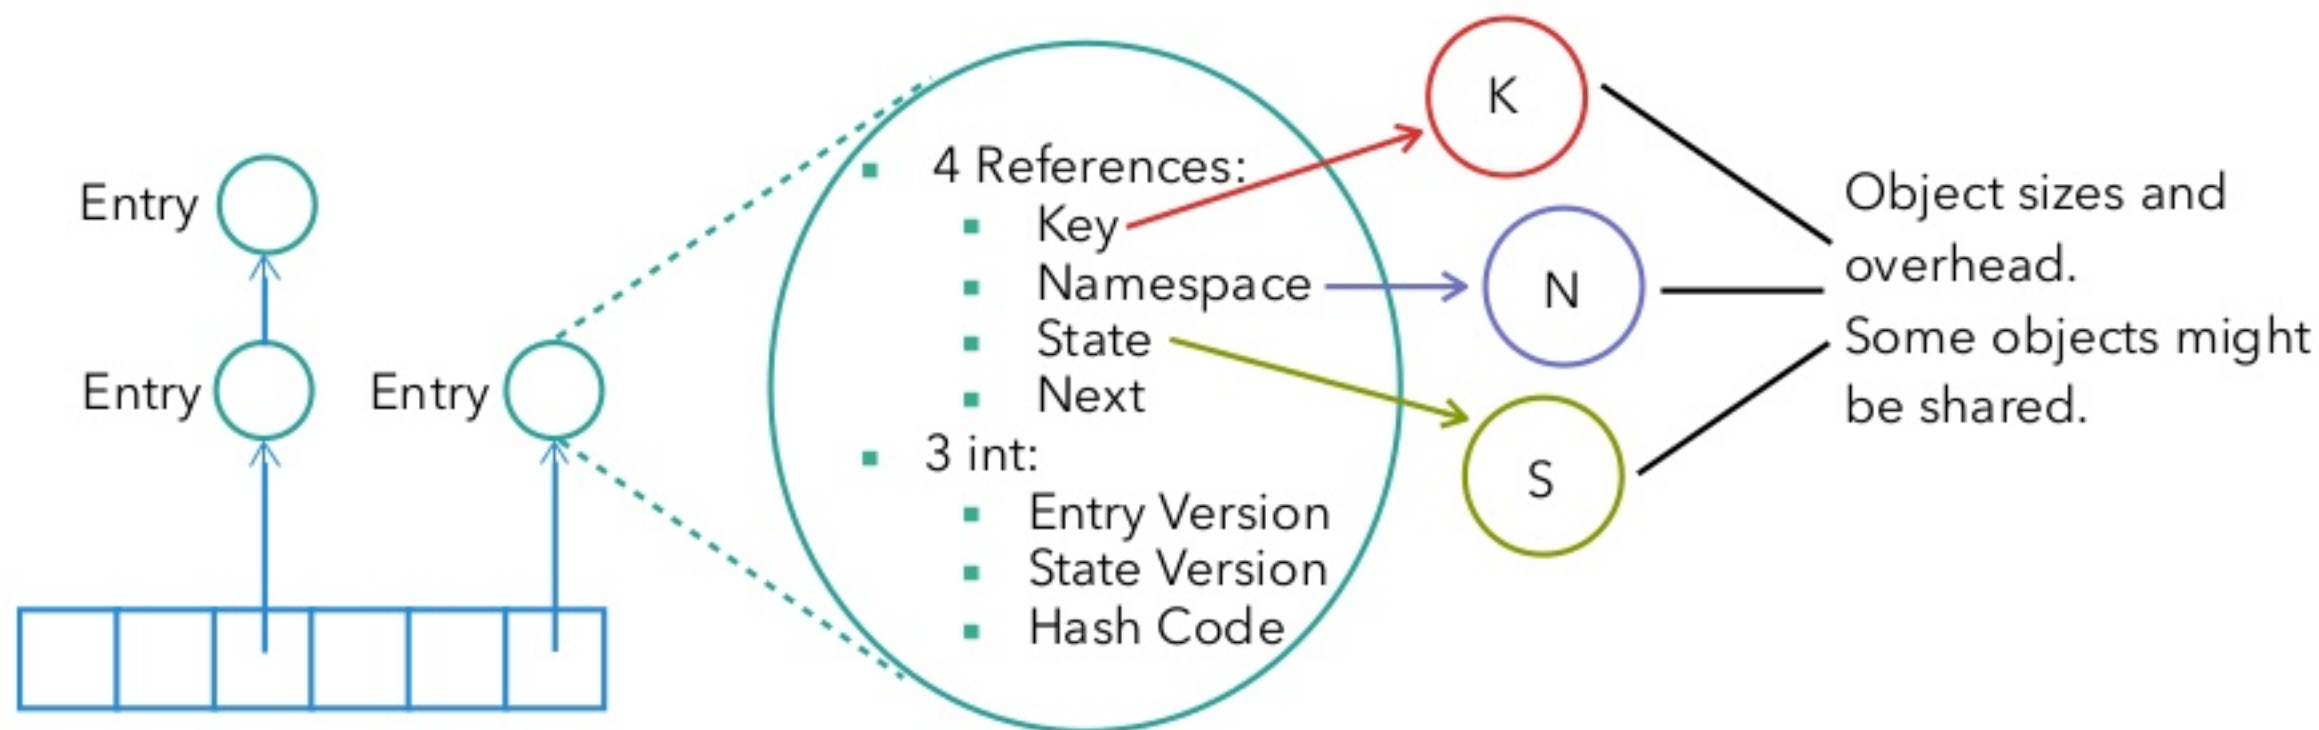 Entry
Entry
Entry
4 References:
Key
Namespace
State
Next
3 int:
Entry Version
State Version
Hash Code
K
N
S
Object sizes and
overhead.
Some objects might
be shared.